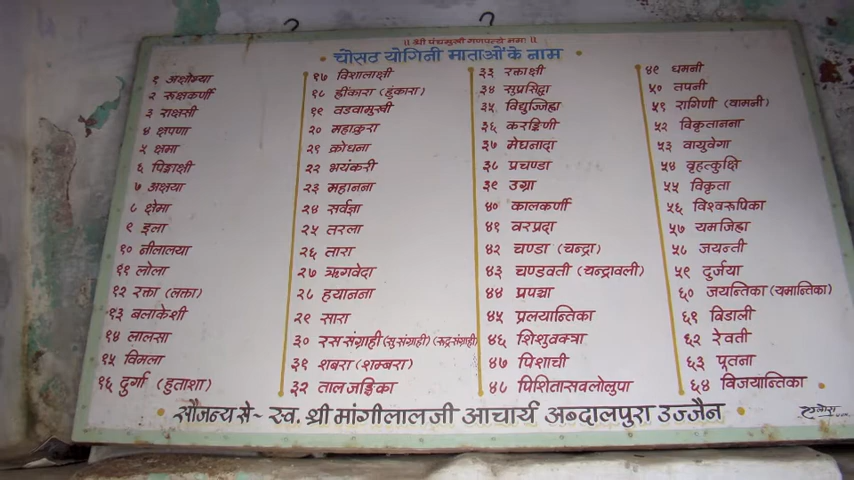 ।। श्री पंचमुखी गणपतये नमः ।।
चौसठ योगिनी माताओं के नाम
१ अक्षोभ्या
२ रूक्षकर्णी
३ राक्षसी
४ क्षपणा
५ क्षमा
६ पिङ्गाक्षी
७ अक्षया
८ क्षेमा
९ इला
१० नीलालया
११ लोला
१२ रक्ता (लक्ता)
१३ बलाकेशी
१४ लालसा
१५ विमला
१६ दुर्गा (हुताशा)
१७ विशालाक्षी
१८ ह्रींकारा (हुंकारा)
१९ वडवामुखी
२० महाक्रूरा
२१ क्रोधना
२२ भयंकरी
२३ महानना
२४ सर्वज्ञा
२५ तरला
२६ तारा
२७ ऋगवेदा
२८ हयानना
२९ सारा
३० रससंग्राही (सुसंग्राही) (रूद्रसंग्राही)
३१ शबरा (शम्बरा)
३२ तालजङ्घिका
३३ रक्ताक्षी
३४ सुप्रसिद्धा
३५ विद्युज्जिह्वा
३६ करङ्किणी
३७ मेघनादा
३८ प्रचण्डा
३९ उग्रा
४० कालकर्णी
४१ वरप्रदा
४२ चण्डा (चन्द्रा)
४३ चण्डवती (चन्द्रावली)
४४ प्रपञ्चा
४५ प्रलयान्तिका
४६ शिशुवक्त्रा
४७ पिशाची
४८ पिशितासवलोलुपा
४९ धमनी
५० तपनी
५१ रागिणी (वामनी)
५२ विकृतानना
५३ वायुवेगा
५४ वृहत्कुक्षि
५५ विकृता
५६ विश्वरूपिका
५७ यमजिह्वा
५८ जयन्ती
५९ दुर्जया
६० जयन्तिका (यमान्तिका)
६१ विडाली
६२ रेवती
६३ पूतना
६४ विजयान्तिका
सौजन्य से~ स्व. श्री मांगीलालजी आचार्य अब्दालपुरा उज्जैन